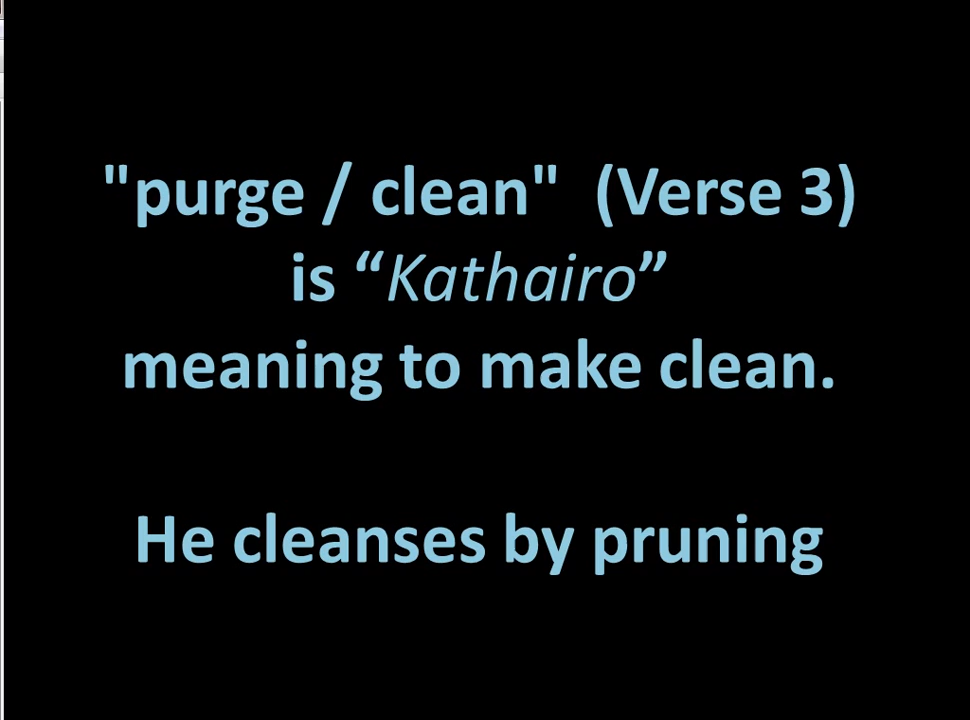 "purge / clean" (Verse 3)
is “Kathairo”
meaning to make clean.
He cleanses by pruning